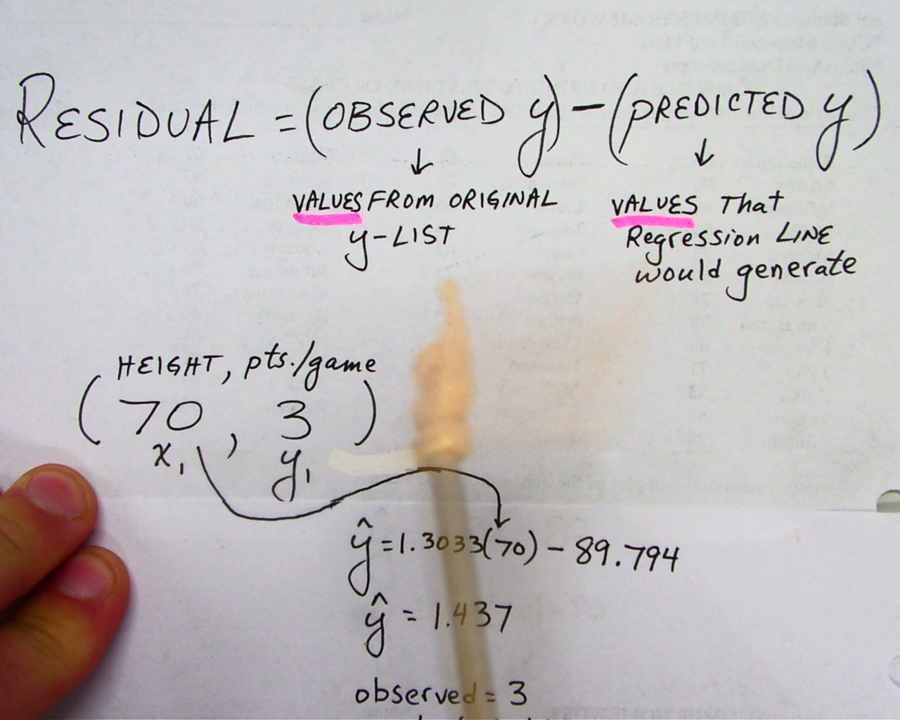 RESIDUAL = (OBSERVED y) - (PREDICTED y)
↓ ↓
VALUES FROM ORIGINAL
y-LIST
VALUES That
Regression LINE
would generate
HEIGHT, pts./game
(70, 3)
x₁ y₁
ŷ=1.3033(70) - 89.794
ŷ = 1.437
observed = 3